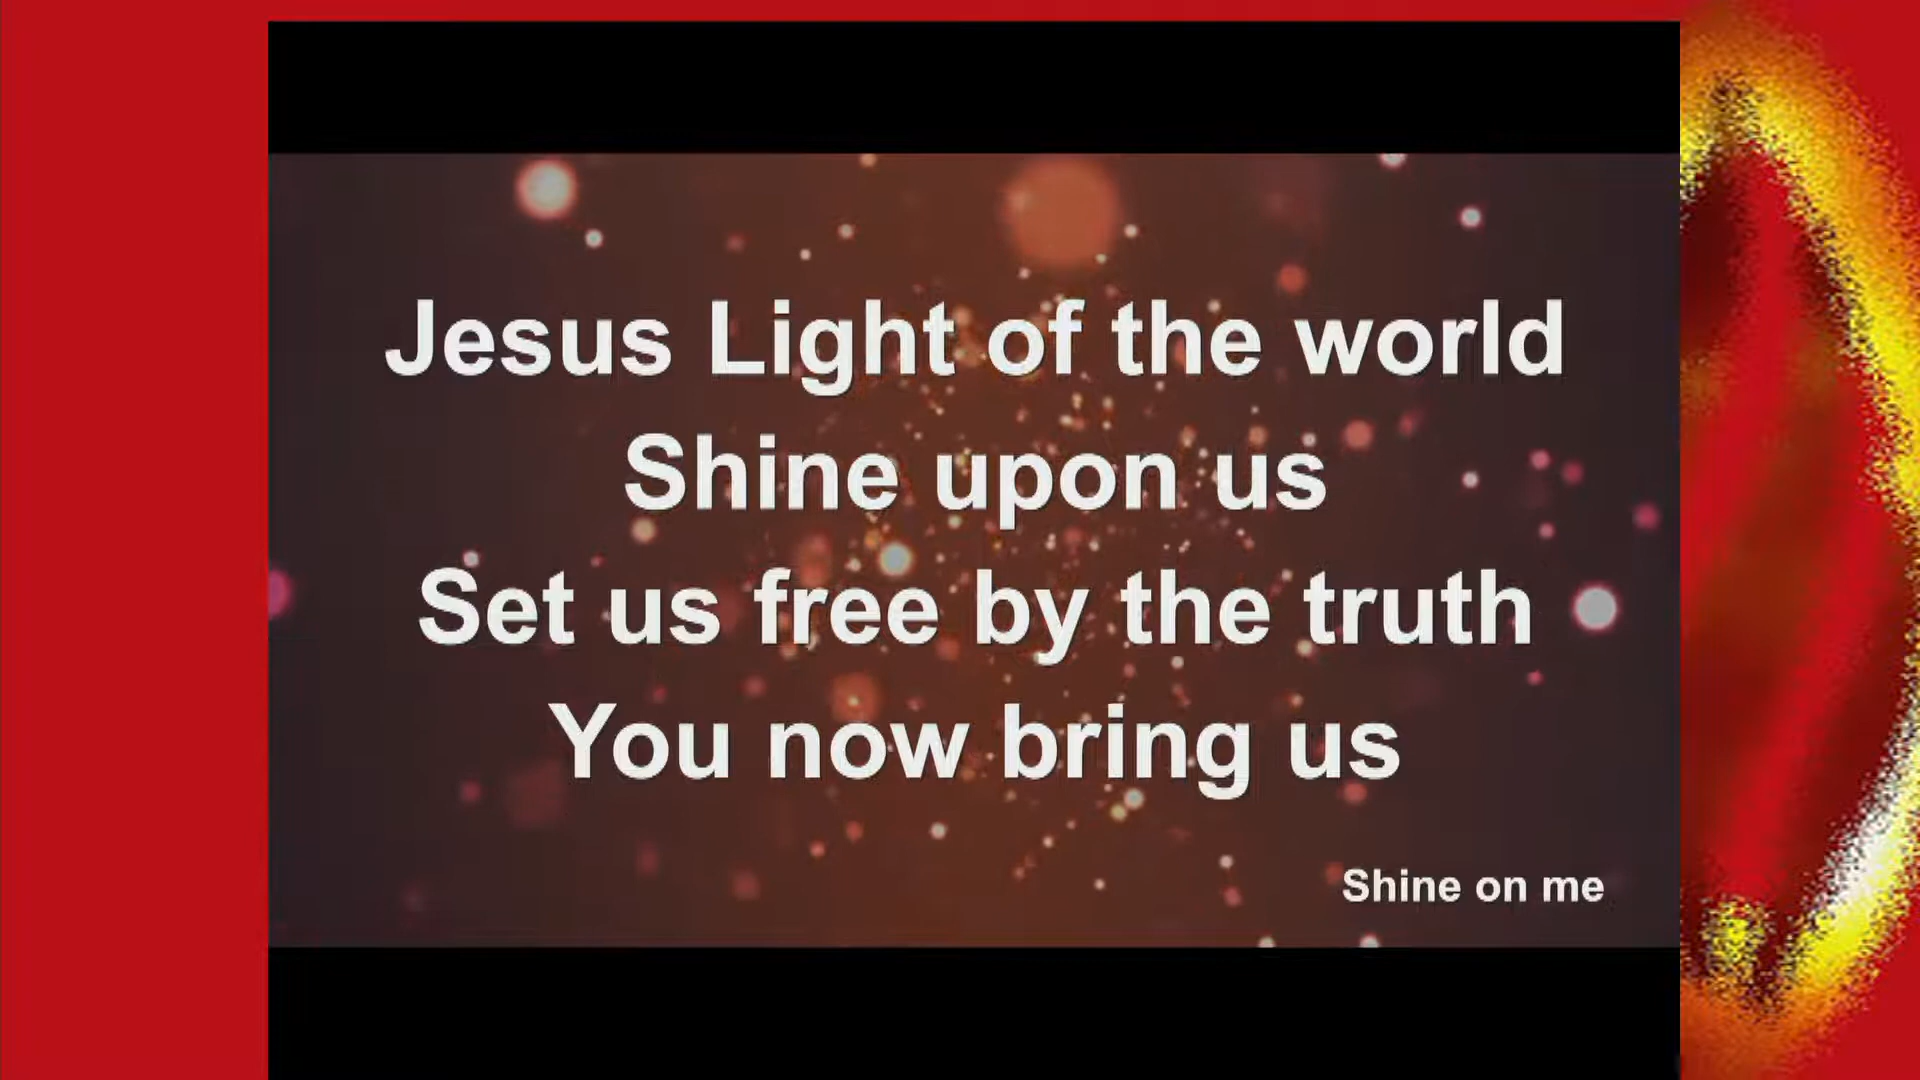 Jesus Light of the world
Shine upon us
Set us free by the truth
You now bring us
Shine on me